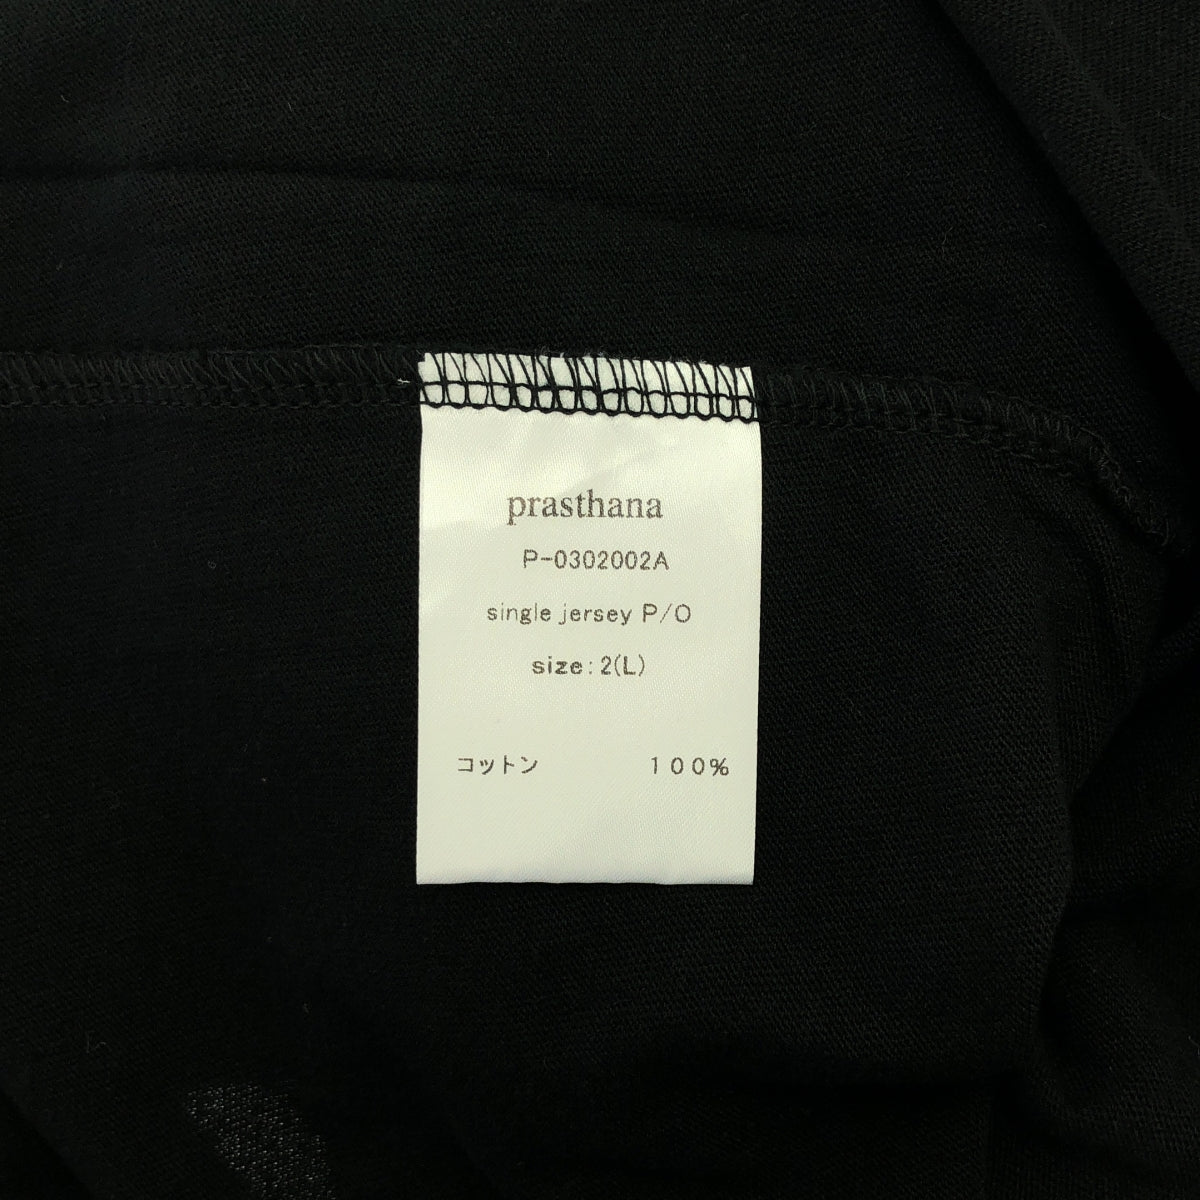 prasthana
P-0302002A
single jersey P/O
size: 2(L)
コットン 100%